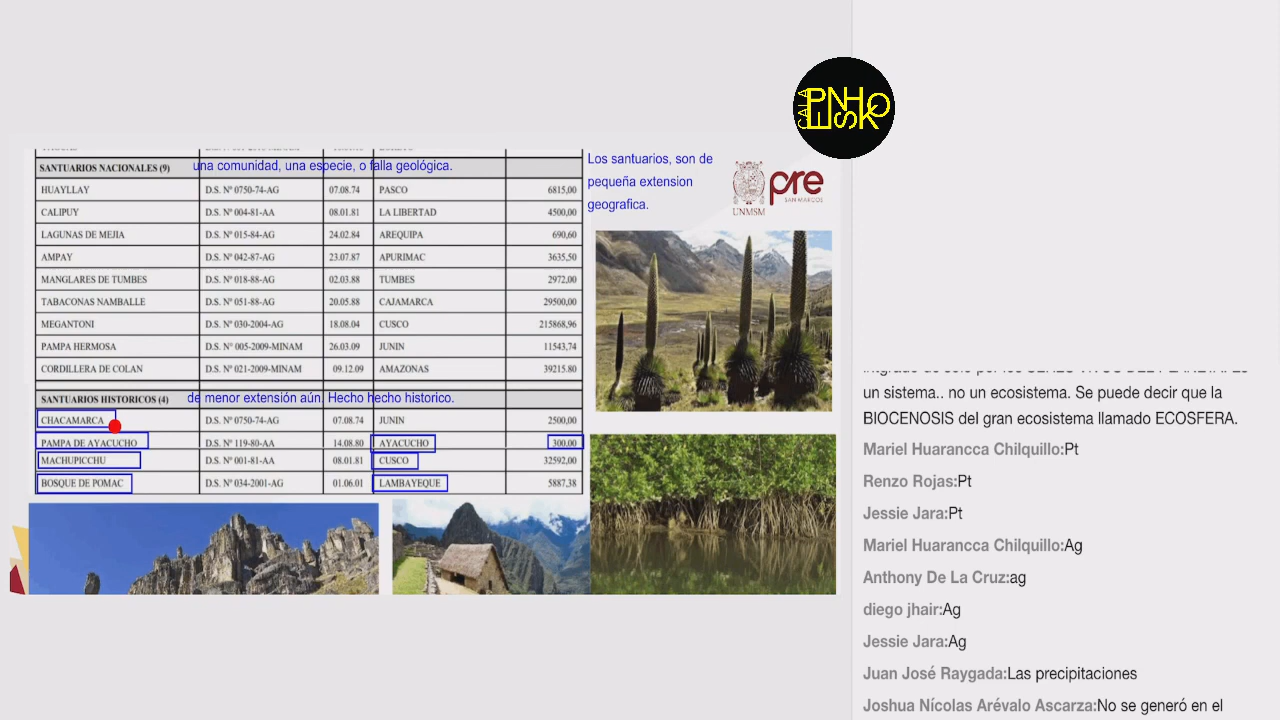 CALA
PENSHKO
SANTUARIOS NACIONALES (9) una comunidad, una especie, o falla geológica.
HUAYLLAY D.S. Nº 0750-74-AG 07.08.74 PASCO 6815,00
CALIPUY D.S. Nº 004-81-AA 08.01.81 LA LIBERTAD 4500,00
LAGUNAS DE MEJIA D.S. Nº 015-84-AG 24.02.84 AREQUIPA 690,60
AMPAY D.S. Nº 042-87-AG 23.07.87 APURIMAC 3635,50
MANGLARES DE TUMBES D.S. Nº 018-88-AG 02.03.88 TUMBES 2972,00
TABACONAS NAMBALLE D.S. Nº 051-88-AG 20.05.88 CAJAMARCA 29500,00
MEGANTONI D.S. Nº 030-2004-AG 18.08.04 CUSCO 215868,96
PAMPA HERMOSA D.S. Nº 005-2009-MINAM 26.03.09 JUNIN 11543,74
CORDILLERA DE COLAN D.S. Nº 021-2009-MINAM 09.12.09 AMAZONAS 39215.80
SANTUARIOS HISTORICOS (4) de menor extensión aún. Hecho hecho historico.
CHACAMARCA D.S. Nº 0750-74-AG 07.08.74 JUNIN 2500,00
PAMPA DE AYACUCHO D.S. Nº 119-80-AA 14.08.80 AYACUCHO 300,00
MACHUPICCHU D.S. Nº 001-81-AA 08.01.81 CUSCO 32592,00
BOSQUE DE POMAC D.S. Nº 034-2001-AG 01.06.01 LAMBAYEQUE 5887,38
Los santuarios, son de
pequeña extension
geografica.
UNMSM
pre
SAN MARCOS
un sistema.. no un ecosistema. Se puede decir que la
BIOCENOSIS del gran ecosistema llamado ECOSFERA.
Mariel Huarancca Chilquillo:Pt
Renzo Rojas:Pt
Jessie Jara:Pt
Mariel Huarancca Chilquillo:Ag
Anthony De La Cruz:ag
diego jhair:Ag
Jessie Jara:Ag
Juan José Raygada:Las precipitaciones
Joshua Nícolas Arévalo Ascarza:No se generó en el